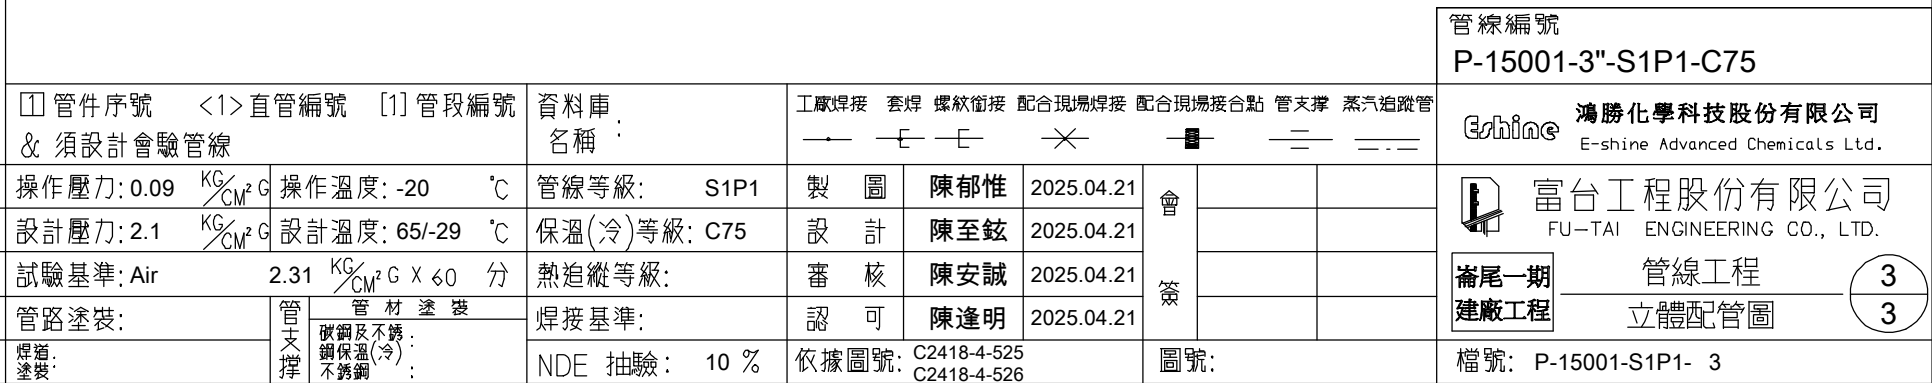 管線編號
P-15001-3"-S1P1-C75
1 管件序號 <1>直管編號 [1] 管段編號
& 須設計會驗管線
資料庫
名稱 :
工廠焊接 套焊 螺紋銜接 配合現場焊接 配合現場接合點 管支撐 蒸汽追蹤管
Eshine 鴻勝化學科技股份有限公司
E-shine Advanced Chemicals Ltd.
操作壓力: 0.09 KG/CM² G 操作溫度: -20 °C 管線等級: S1P1 製 圖 陳郁惟 2025.04.21
設計壓力: 2.1 KG/CM² G 設計溫度: 65/-29 °C 保溫(冷)等級: C75 設 計 陳至鉉 2025.04.21
試驗基準: Air 2.31 KG/CM² G X 60 分 熱追縱等級: 審 核 陳安誠 2025.04.21
管路塗裝: 管支撐 管 材 塗 裝 焊接基準: 認 可 陳逢明 2025.04.21
碳鋼及不銹 :
鋼保溫(冷) :
不銹鋼 :
焊道 :
塗裝
NDE 抽驗 : 10 % 依據圖號: C2418-4-525
C2418-4-526
會
簽
圖號:
富台工程股份有限公司
FU-TAI ENGINEERING CO., LTD.
崙尾一期
建廠工程
管線工程
立體配管圖
3
3
檔號: P-15001-S1P1- 3